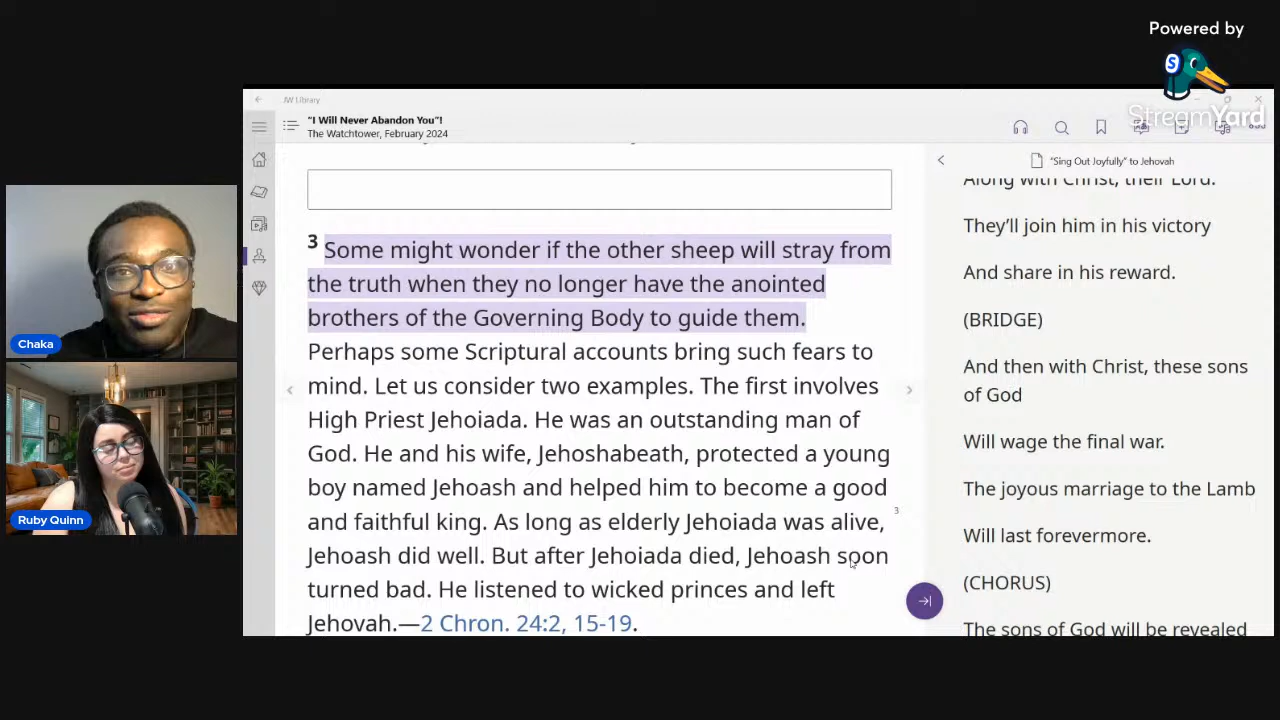 Powered by
StreamYard
JW Library
"I Will Never Abandon You"!
The Watchtower, February 2024
3 Some might wonder if the other sheep will stray from
the truth when they no longer have the anointed
brothers of the Governing Body to guide them.
Perhaps some Scriptural accounts bring such fears to
mind. Let us consider two examples. The first involves
High Priest Jehoiada. He was an outstanding man of
God. He and his wife, Jehoshabeath, protected a young
boy named Jehoash and helped him to become a good
and faithful king. As long as elderly Jehoiada was alive,
Jehoash did well. But after Jehoiada died, Jehoash soon
turned bad. He listened to wicked princes and left
Jehovah.—2 Chron. 24:2, 15-19.
3
"Sing Out Joyfully" to Jehovah
Along with Christ, their Lord.
They'll join him in his victory
And share in his reward.
(BRIDGE)
And then with Christ, these sons
of God
Will wage the final war.
The joyous marriage to the Lamb
Will last forevermore.
(CHORUS)
The sons of God will be revealed
Chaka
Ruby Quinn